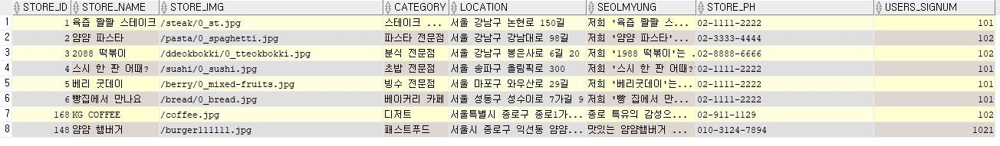 STORE_ID STORE_NAME STORE_IMG CATEGORY LOCATION SEOLMYUNG STORE_PH USERS_SIGNUM
1 1 육즙 쫠쫠 스테이크 /steak/0_st.jpg 스테이크 ... 서울 강남구 논현로 150길 저희 '육즙 쫠쫠 스... 02-1111-2222 101
2 2 얌얌 파스타 /pasta/0_spaghetti.jpg 파스타 전문점 서울 강남구 강남대로 98길 저희 '얌얌 파스타'... 02-3333-4444 102
3 3 2088 떡볶이 /ddeokbokki/0_tteokbokki.jpg 분식 전문점 서울 강남구 봉은사로 6길 20 저희 '1988 떡볶이'는 . 02-8888-6666 102
4 4 스시 한 판 어때? /sushi/0_sushi.jpg 초밥 전문점 서울 송파구 올림픽로 300 저희 '스시 한 판 어때?' 02-1111-2222 101
5 5 베리 굿데이 /berry/0_mixed-fruits.jpg 빙수 전문점 서울 마포구 와우산로 29길 저희 '베리굿데이'는... 02-1111-2222 101
6 6 빵집에서 만나요 /bread/0_bread.jpg 베이커리 카페 서울 성동구 성수이로 7가길 9 저희 '빵 집에서 만... 02-1111-2222 101
7 168 KG COFFEE /coffee.jpg 디저트 서울특별시 종로구 종로1가... 종로 특유의 감성으... 02-911-1129 102
8 148 얌얌 햄버거 /burger111111.jpg 패스트푸드 서울시 종로구 익선동 얌얌... 맛있는 얌얌햄버거 ... 010-3124-7894 1021